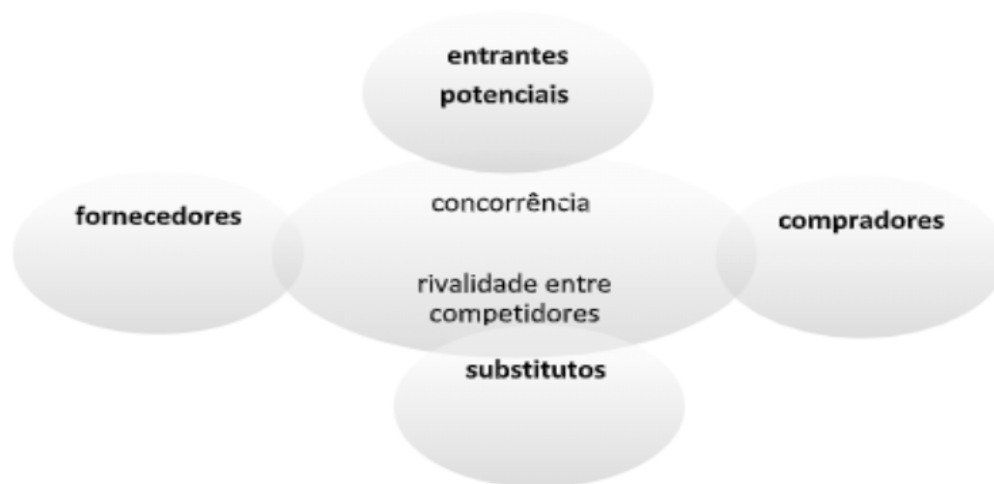 entrantes
potenciais
fornecedores
concorrência
compradores
rivalidade entre
competidores
substitutos